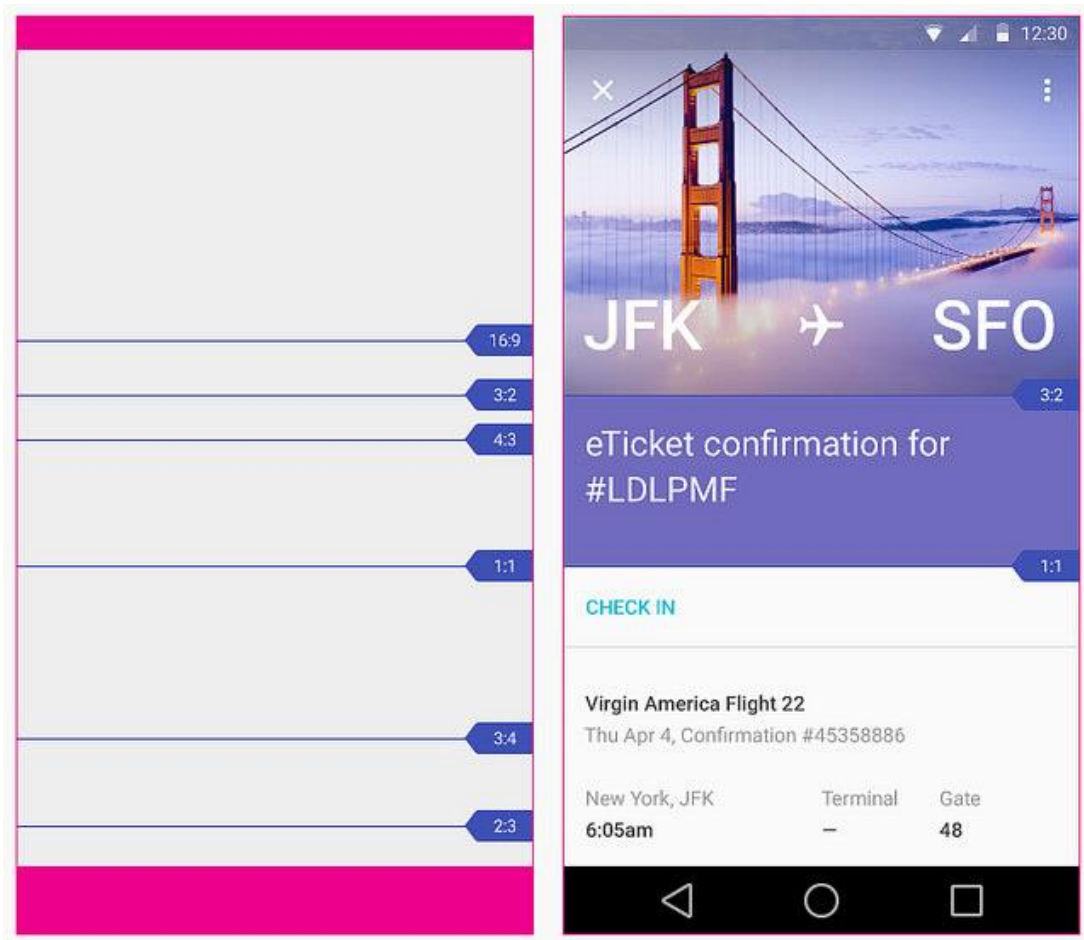 16:9
3:2
4:3
1:1
3:4
2:3
12:30
JFK SFO
3:2
eTicket confirmation for
#LDLPMF
1:1
CHECK IN
Virgin America Flight 22
Thu Apr 4, Confirmation #45358886
New York, JFK Terminal Gate
6:05am – 48